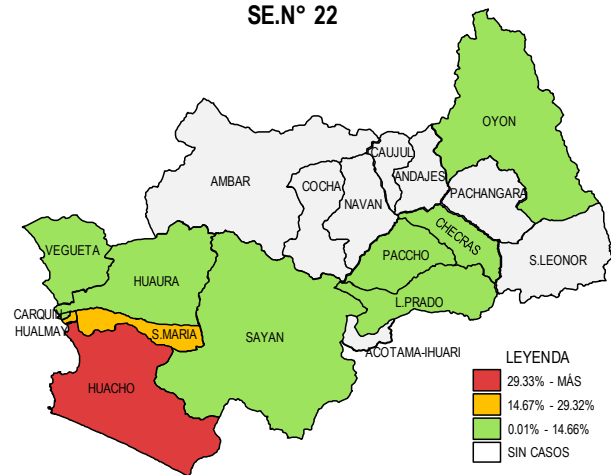 SE.N° 22
OYON
CAUJUL
ANDAJES
AMBAR
COCHA
NAVAN
PACHANGARA
CHECRAS
VEGUETA
PACCHO
S.LEONOR
HUAURA
L.PRADO
CARQUIN
HUALMAY
S.MARIA
SAYAN
ACOTAMA-IHUARI
HUACHO
LEYENDA
29.33% - MÁS
14.67% - 29.32%
0.01% - 14.66%
SIN CASOS